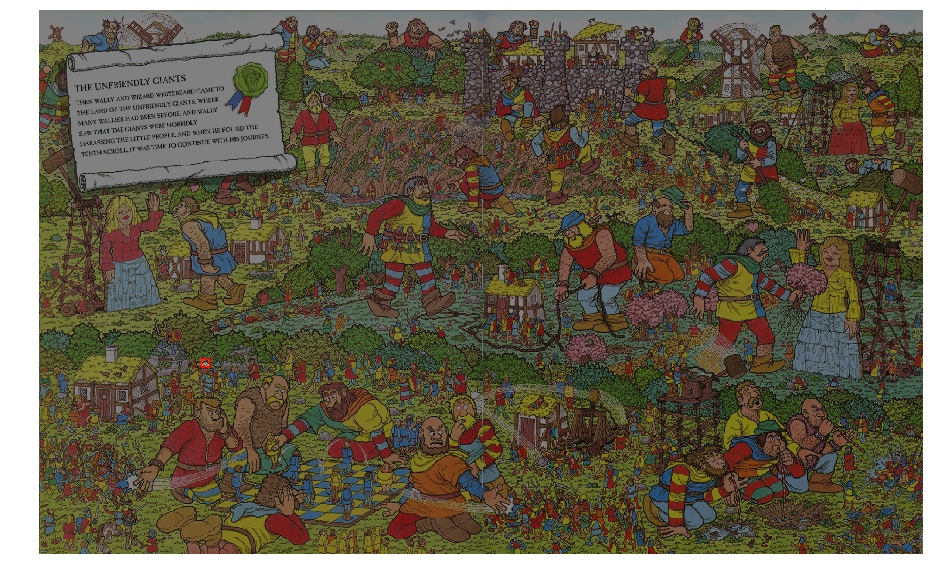 THE UNFRIENDLY GIANTS
THEN WALLY AND WIZARD WHITEBEARD CAME TO
THE LAND OF THE UNFRIENDLY GIANTS, WHERE
MANY WALLIES HAD BEEN BEFORE, AND WALLY
SAW THAT THE GIANTS WERE HORRIDLY
HARASSING THE LITTLE PEOPLE. AND WHEN HE FOUND THE
TENTH SCROLL, IT WAS TIME TO CONTINUE WITH HIS JOURNEY.